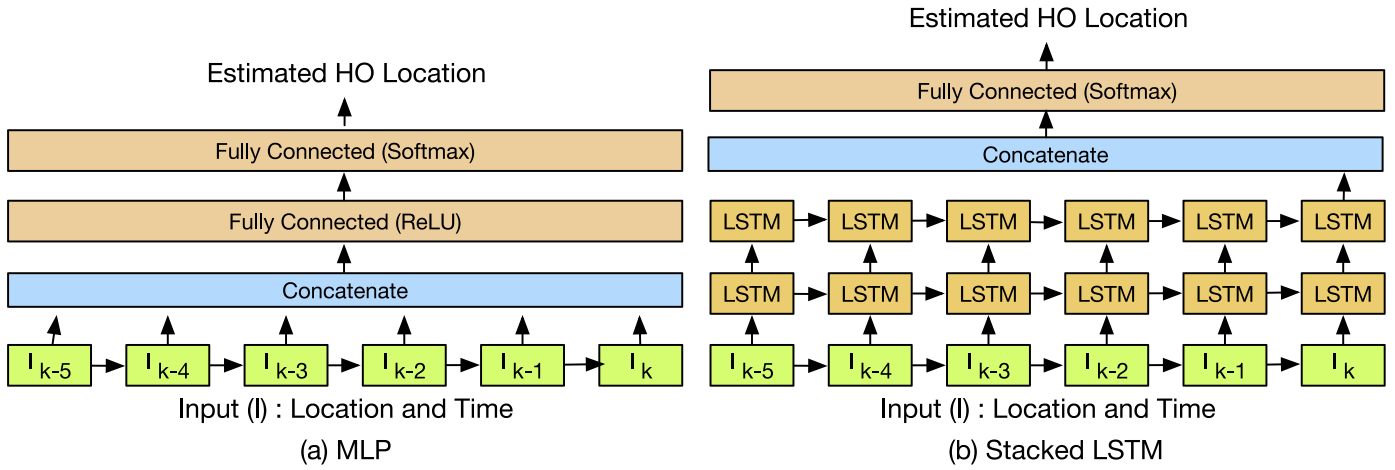 Estimated HO Location
Fully Connected (Softmax)
Fully Connected (ReLU)
Concatenate
I k-5 I k-4 I k-3 I k-2 I k-1 I k
Input (I) : Location and Time
(a) MLP
Estimated HO Location
Fully Connected (Softmax)
Concatenate
LSTM LSTM LSTM LSTM LSTM LSTM
LSTM LSTM LSTM LSTM LSTM LSTM
I k-5 I k-4 I k-3 I k-2 I k-1 I k
Input (I) : Location and Time
(b) Stacked LSTM